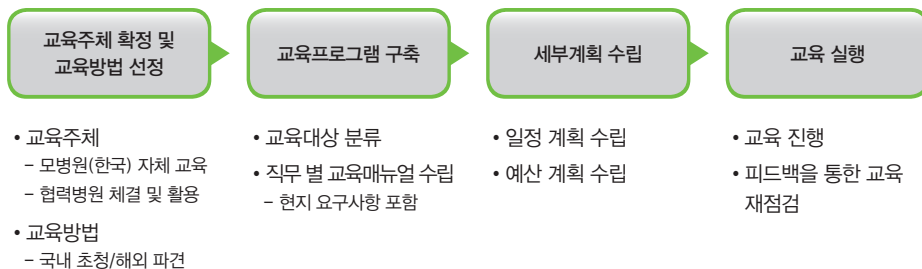 교육주체 확정 및
교육방법 선정
교육프로그램 구축
세부계획 수립
교육 실행
• 교육주체
– 모병원(한국) 자체 교육
– 협력병원 체결 및 활용
• 교육방법
– 국내 초청/해외 파견
• 교육대상 분류
• 직무 별 교육매뉴얼 수립
– 현지 요구사항 포함
• 일정 계획 수립
• 예산 계획 수립
• 교육 진행
• 피드백을 통한 교육
재점검